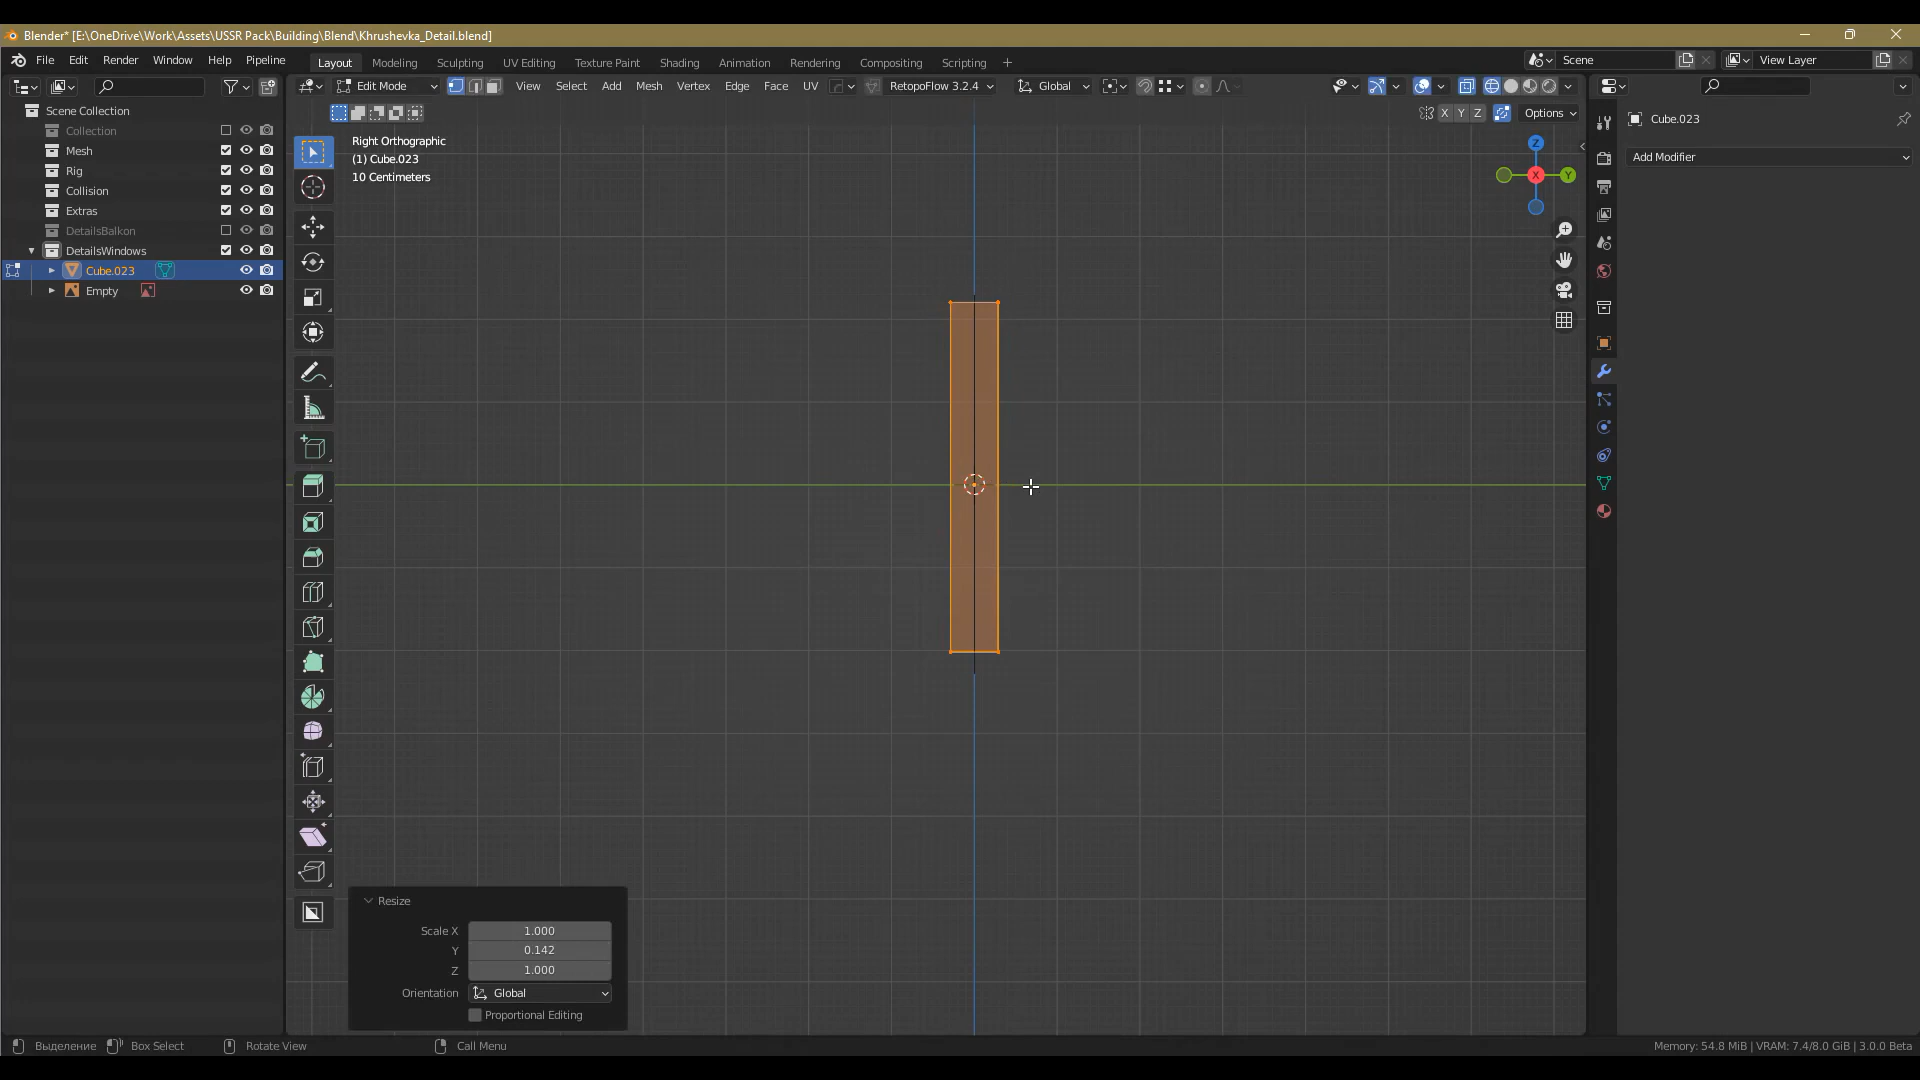 Blender* [E:\OneDrive\Work\Assets\USSR Pack\Building\Blend\Khrushevka_Detail.blend]
File Edit Render Window Help Pipeline Layout Modeling Sculpting UV Editing Texture Paint Shading Animation Rendering Compositing Scripting + Scene View Layer
Edit Mode View Select Add Mesh Vertex Edge Face UV RetopoFlow 3.2.4 Global
X Y Z Options
Scene Collection
Collection
Mesh
Rig
Collision
Extras
DetailsBalkon
DetailsWindows
Cube.023
Empty
Right Orthographic
(1) Cube.023
10 Centimeters
Z
X
Y
Cube.023
Add Modifier
Resize
Scale X 1.000
Y 0.142
Z 1.000
Orientation Global
Proportional Editing
Выделение Box Select Rotate View Call Menu Memory: 54.8 MiB | VRAM: 7.4/8.0 GiB | 3.0.0 Beta